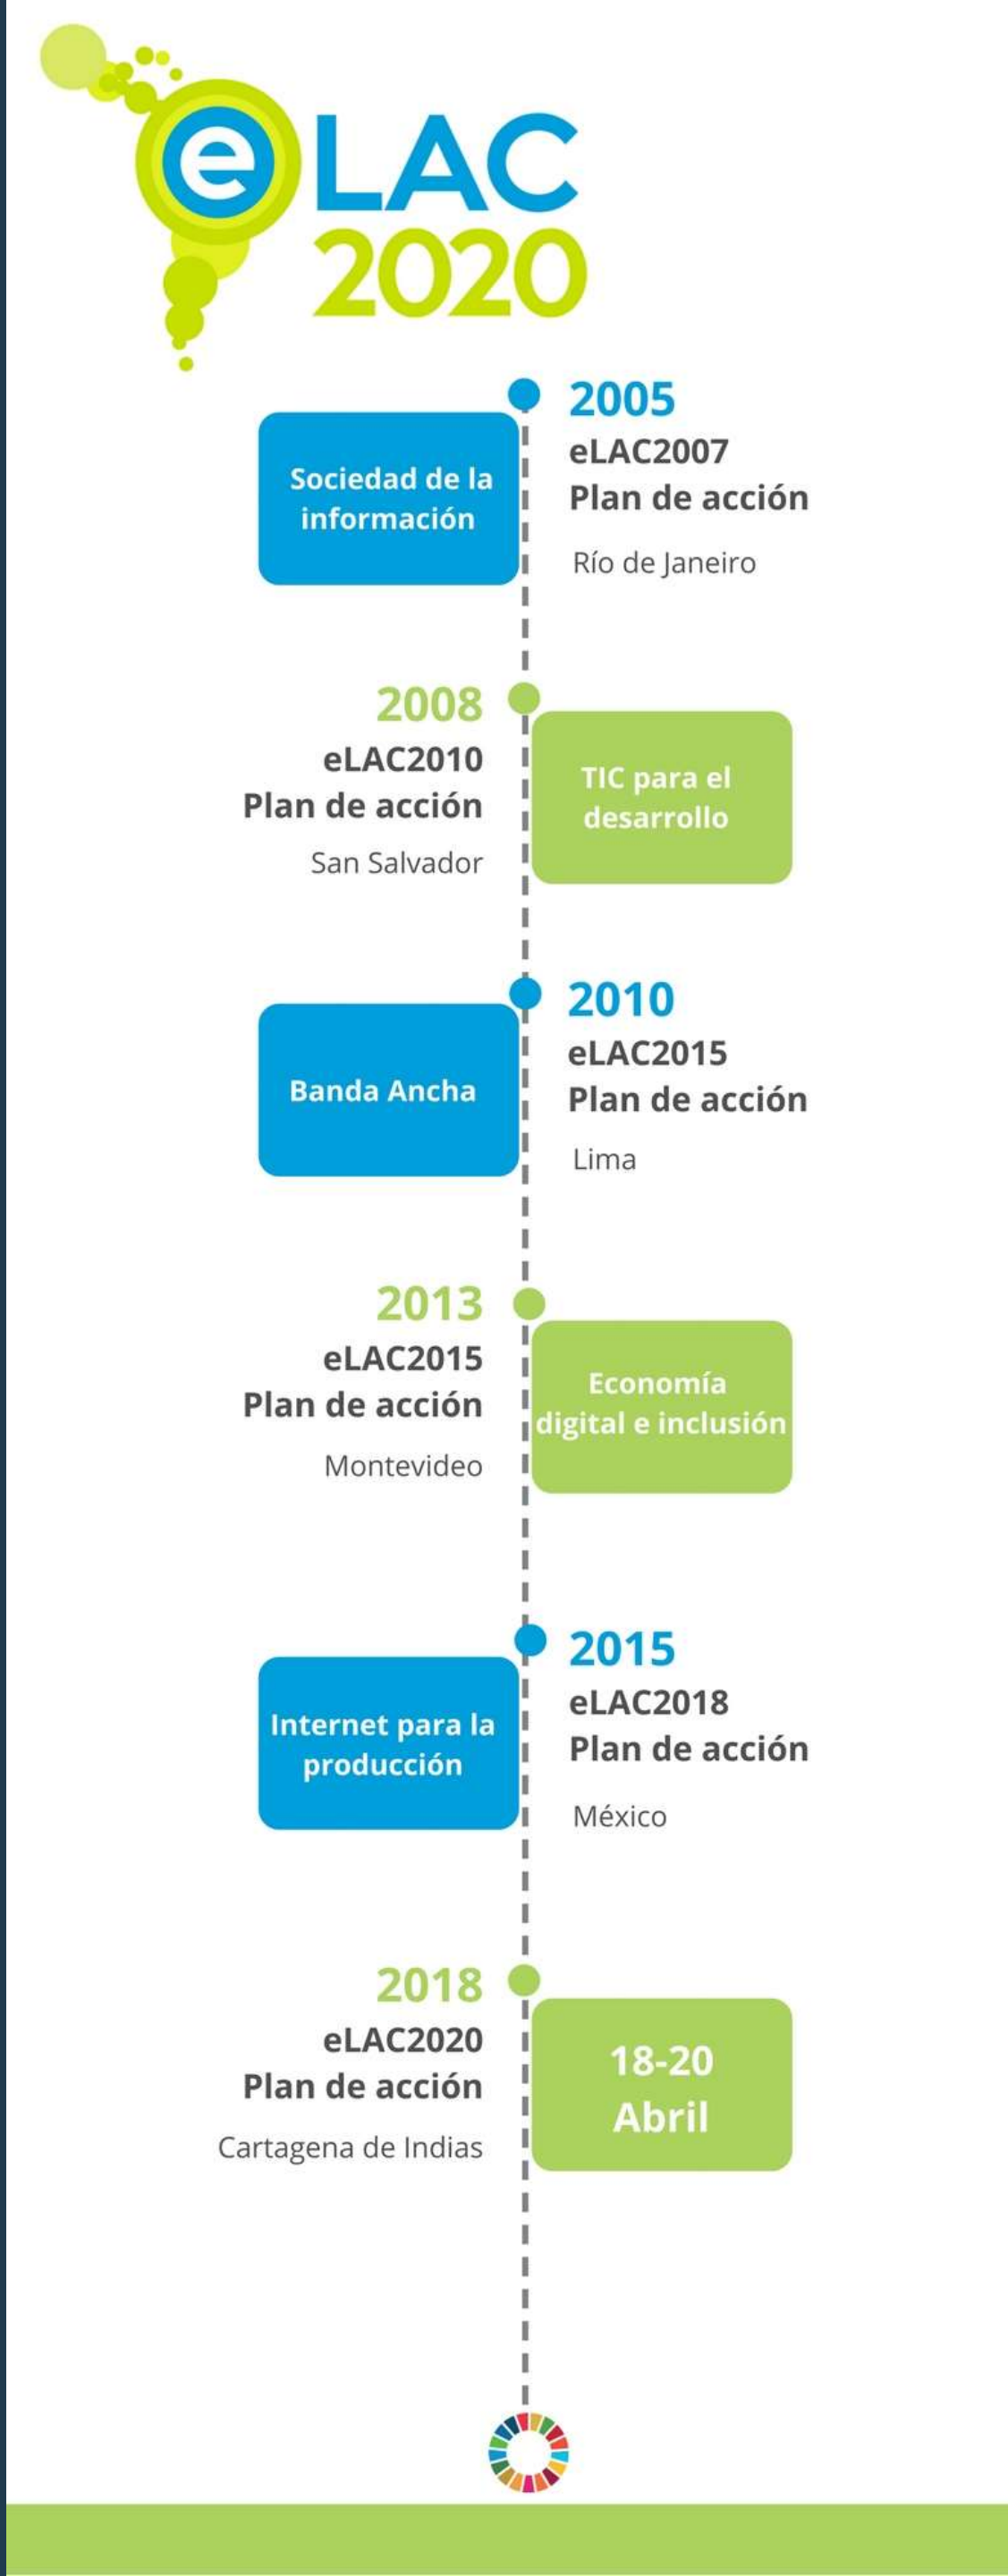 eLAC
2020
2005
eLAC2007
Plan de acción
Río de Janeiro
Sociedad de la
información
2008
eLAC2010
Plan de acción
San Salvador
TIC para el
desarrollo
2010
eLAC2015
Plan de acción
Lima
Banda Ancha
2013
eLAC2015
Plan de acción
Montevideo
Economía
digital e inclusión
2015
eLAC2018
Plan de acción
México
Internet para la
producción
2018
eLAC2020
Plan de acción
Cartagena de Indias
18-20
Abril